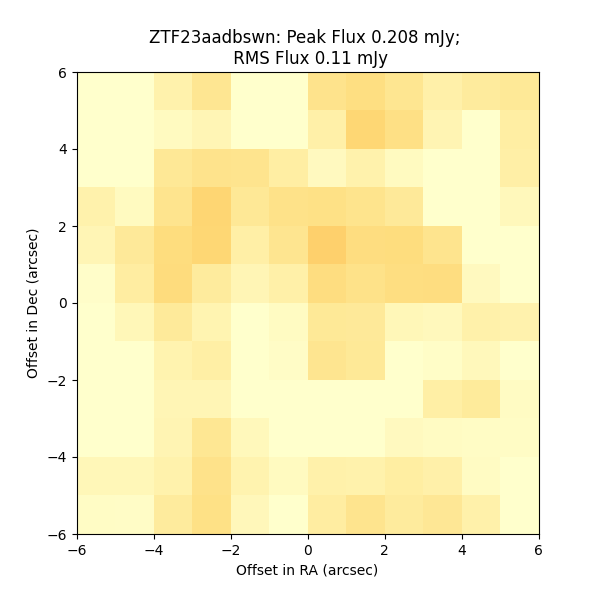 ZTF23aadbswn: Peak Flux 0.208 mJy;
RMS Flux 0.11 mJy
6
4
2
0
−2
−4
−6
Offset in Dec (arcsec)
−6 −4 −2 0 2 4 6
Offset in RA (arcsec)